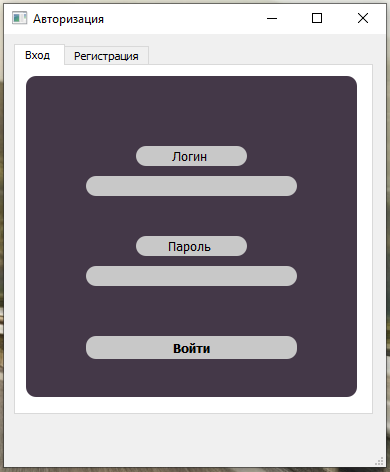 Авторизация
Вход
Регистрация
Логин
Пароль
Войти